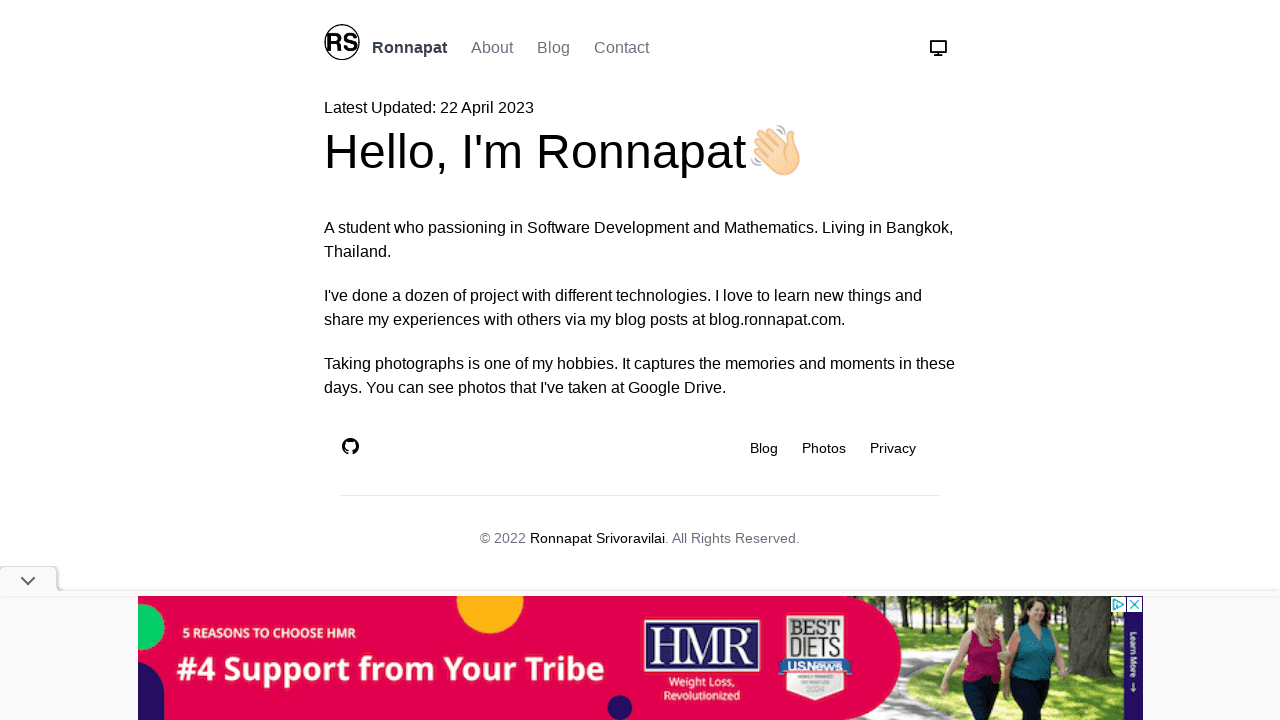 RS
Ronnapat About Blog Contact
Latest Updated: 22 April 2023
Hello, I'm Ronnapat👋🏻
A student who passioning in Software Development and Mathematics. Living in Bangkok,
Thailand.
I've done a dozen of project with different technologies. I love to learn new things and
share my experiences with others via my blog posts at blog.ronnapat.com.
Taking photographs is one of my hobbies. It captures the memories and moments in these
days. You can see photos that I've taken at Google Drive.
Blog Photos Privacy
© 2022 Ronnapat Srivoravilai. All Rights Reserved.
5 REASONS TO CHOOSE HMR
#4 Support from Your Tribe
HMR
Weight Loss,
Revolutionized
BEST
DIETS
U.S.News
2024
Learn More →